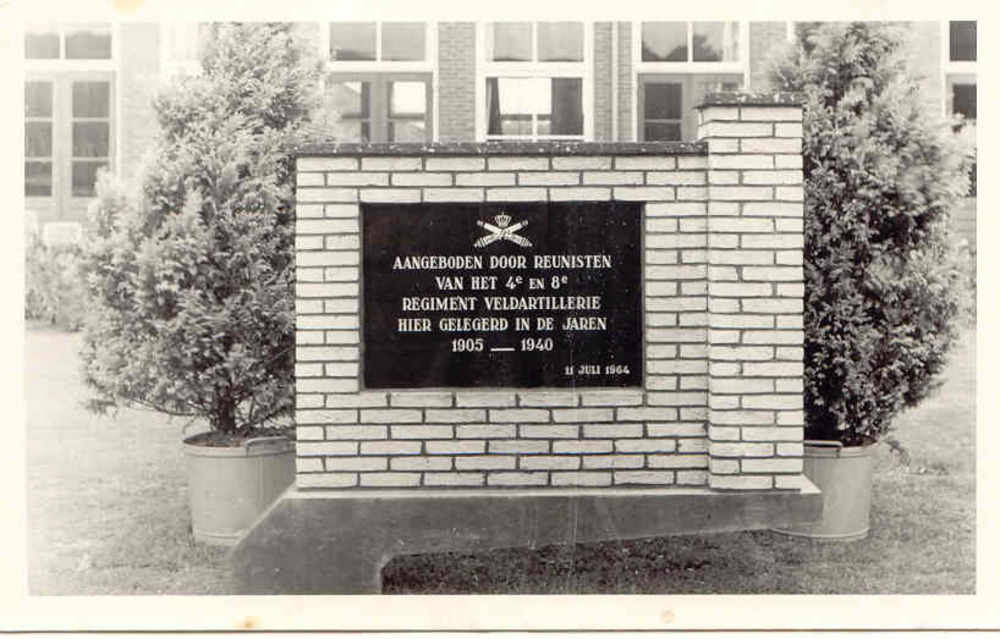 AANGEBODEN DOOR REUNISTEN
VAN HET 4e EN 8e
REGIMENT VELDARTILLERIE
HIER GELEGERD IN DE JAREN
1905 — 1940
11 JULI 1964